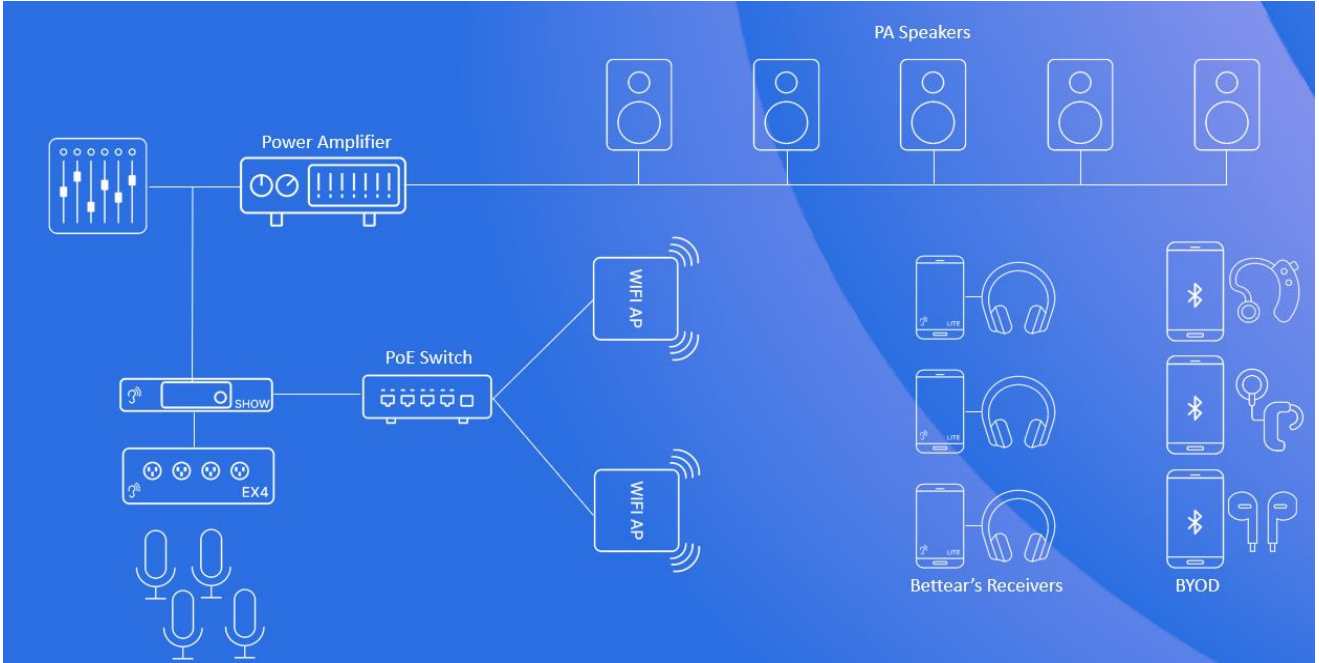 PA Speakers
Power Amplifier
WIFI AP
PoE Switch
SHOW
EX4
WIFI AP
LITE
LITE
LITE
Bettear's Receivers
BYOD